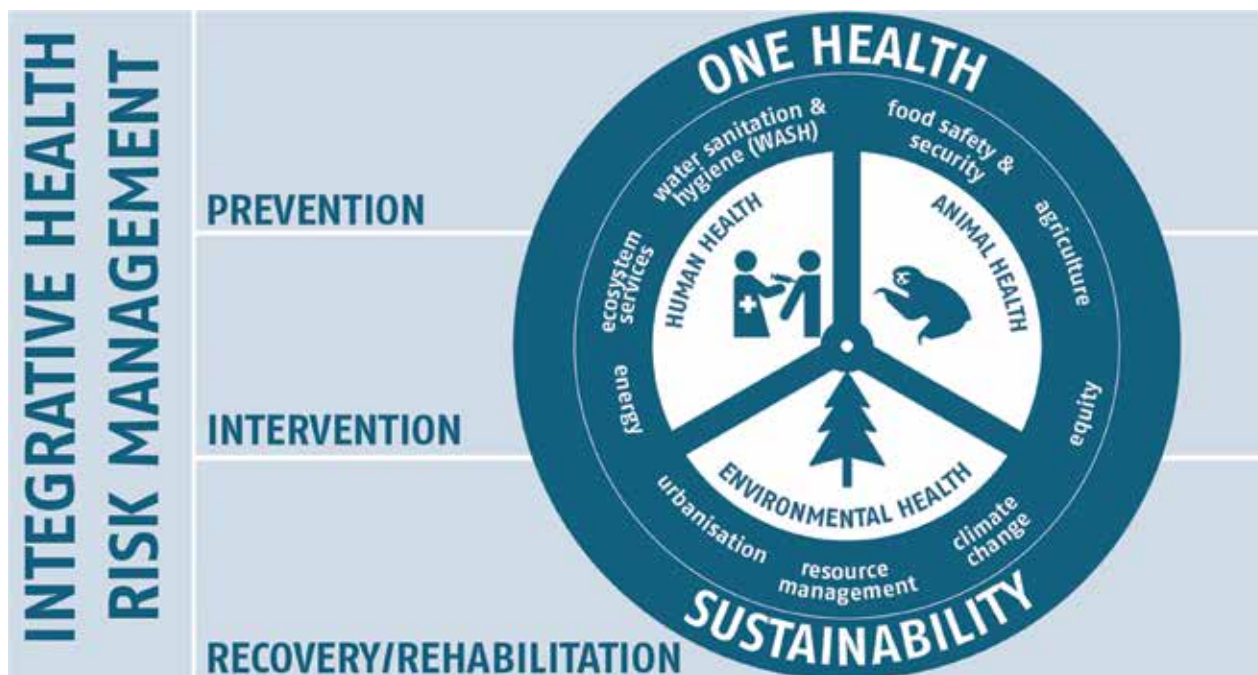 INTEGRATIVE HEALTH
RISK MANAGEMENT
PREVENTION
INTERVENTION
RECOVERY/REHABILITATION
ONE HEALTH
water sanitation &
hygiene (WASH)
food safety &
security
agriculture
equity
climate
change
resource
management
urbanisation
energy
ecosystem
services
HUMAN HEALTH
ANIMAL HEALTH
ENVIRONMENTAL HEALTH
SUSTAINABILITY